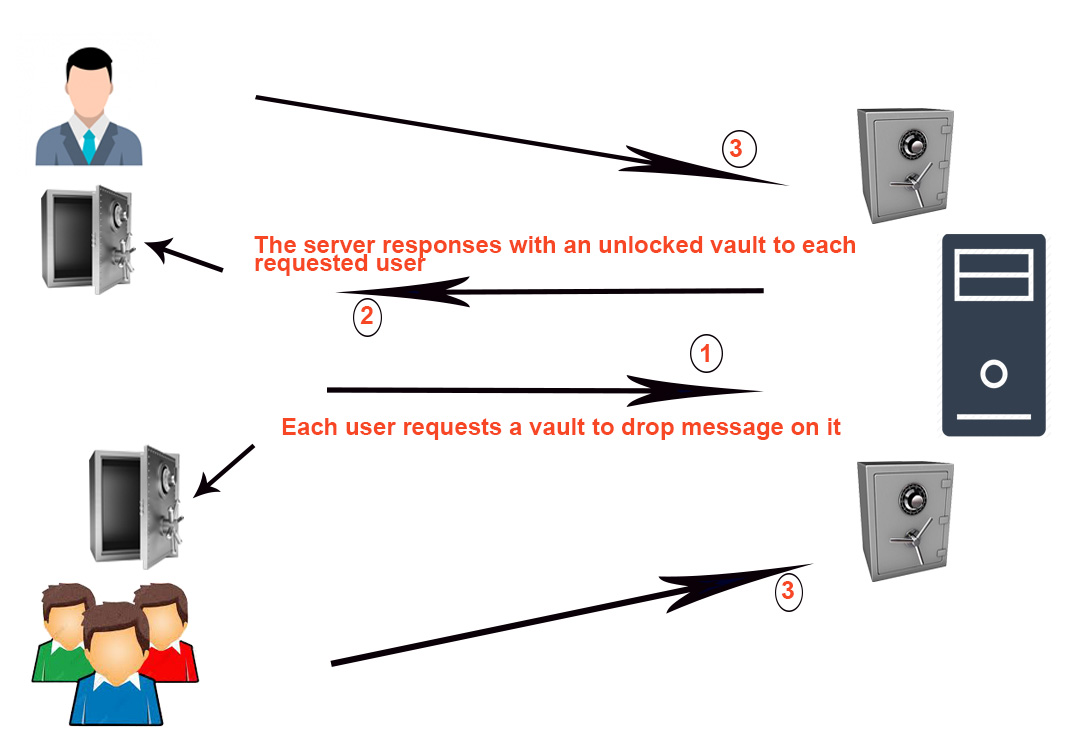 3
The server responses with an unlocked vault to each
requested user
2
1
Each user requests a vault to drop message on it
3